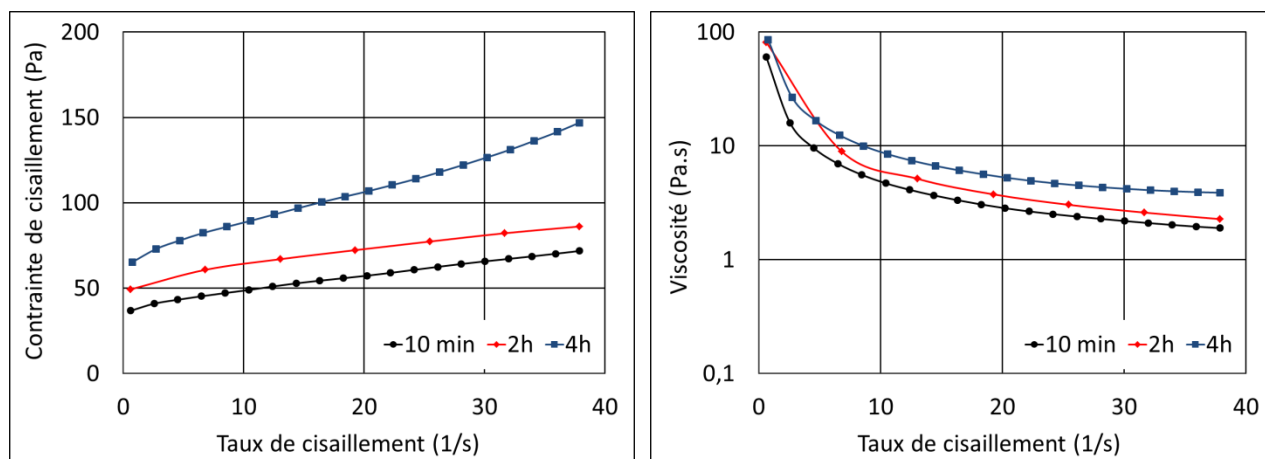 Contrainte de cisaillement (Pa)
200
150
100
50
0
10 min 2h 4h
0 10 20 30 40
Taux de cisaillement (1/s)
Viscosité (Pa.s)
100
10
1
0,1
10 min 2h 4h
0 10 20 30 40
Taux de cisaillement (1/s)